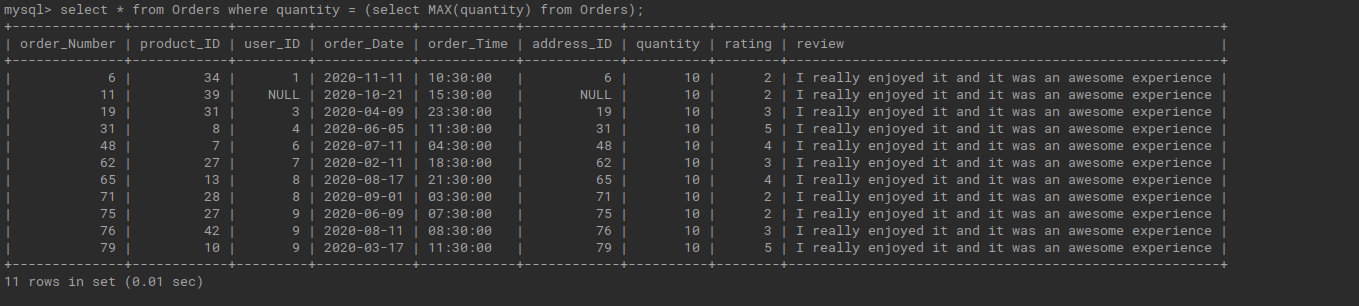 mysql> select * from Orders where quantity = (select MAX(quantity) from Orders);
+--------------+------------+---------+------------+------------+------------+----------+--------+------------------------------------------------------+
| order_Number | product_ID | user_ID | order_Date | order_Time | address_ID | quantity | rating | review                                               |
+--------------+------------+---------+------------+------------+------------+----------+--------+------------------------------------------------------+
|            6 |         34 |       1 | 2020-11-11 | 10:30:00   |          6 |       10 |      2 | I really enjoyed it and it was an awesome experience |
|           11 |         39 |    NULL | 2020-10-21 | 15:30:00   |       NULL |       10 |      2 | I really enjoyed it and it was an awesome experience |
|           19 |         31 |       3 | 2020-04-09 | 23:30:00   |         19 |       10 |      3 | I really enjoyed it and it was an awesome experience |
|           31 |          8 |       4 | 2020-06-05 | 11:30:00   |         31 |       10 |      5 | I really enjoyed it and it was an awesome experience |
|           48 |          7 |       6 | 2020-07-11 | 04:30:00   |         48 |       10 |      4 | I really enjoyed it and it was an awesome experience |
|           62 |         27 |       7 | 2020-02-11 | 18:30:00   |         62 |       10 |      3 | I really enjoyed it and it was an awesome experience |
|           65 |         13 |       8 | 2020-08-17 | 21:30:00   |         65 |       10 |      4 | I really enjoyed it and it was an awesome experience |
|           71 |         28 |       8 | 2020-09-01 | 03:30:00   |         71 |       10 |      2 | I really enjoyed it and it was an awesome experience |
|           75 |         27 |       9 | 2020-06-09 | 07:30:00   |         75 |       10 |      2 | I really enjoyed it and it was an awesome experience |
|           76 |         42 |       9 | 2020-08-11 | 08:30:00   |         76 |       10 |      3 | I really enjoyed it and it was an awesome experience |
|           79 |         10 |       9 | 2020-03-17 | 11:30:00   |         79 |       10 |      5 | I really enjoyed it and it was an awesome experience |
+--------------+------------+---------+------------+------------+------------+----------+--------+------------------------------------------------------+
11 rows in set (0.01 sec)